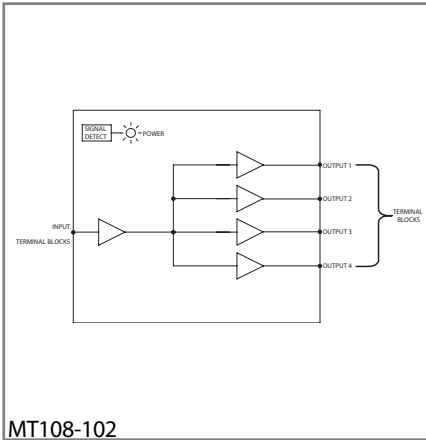 SIGNAL
DETECT
POWER
OUTPUT 1
OUTPUT 2
INPUT
TERMINAL BLOCKS
OUTPUT 3
OUTPUT 4
TERMINAL
BLOCKS
MT108-102